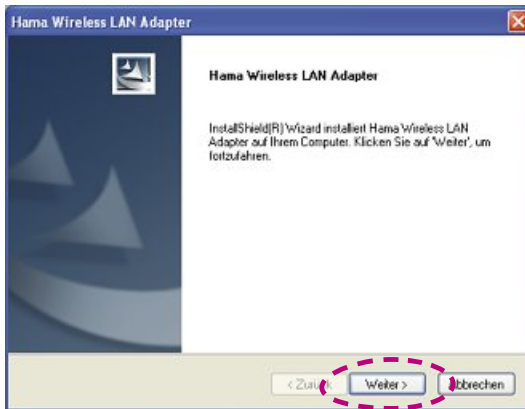 Hama Wireless LAN Adapter
Hama Wireless LAN Adapter
InstallShield(R) Wizard installiert Hama Wireless LAN
Adapter auf Ihrem Computer. Klicken Sie auf 'Weiter', um
fortzufahren.
< Zurück
Weiter >
Abbrechen